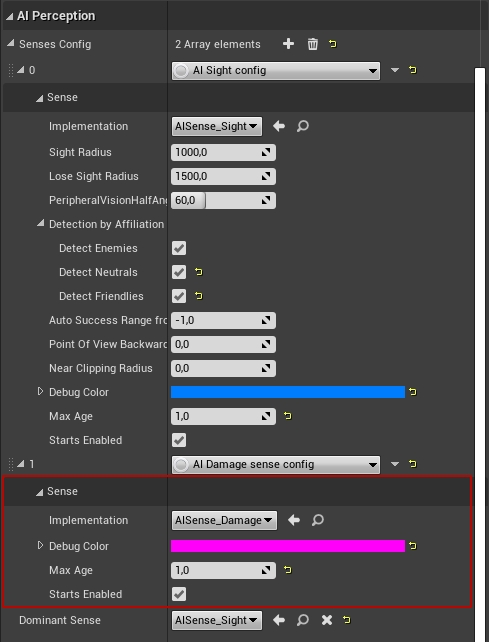 AI Perception
Senses Config 2 Array elements
0 AI Sight config
Sense
Implementation AISense_Sight
Sight Radius 1000,0
Lose Sight Radius 1500,0
PeripheralVisionHalfAng 60,0
Detection by Affiliation
Detect Enemies
Detect Neutrals
Detect Friendlies
Auto Success Range fro -1,0
Point Of View Backward 0,0
Near Clipping Radius 0,0
Debug Color
Max Age 1,0
Starts Enabled
1 AI Damage sense config
Sense
Implementation AISense_Damage
Debug Color
Max Age 1,0
Starts Enabled
Dominant Sense AISense_Sight